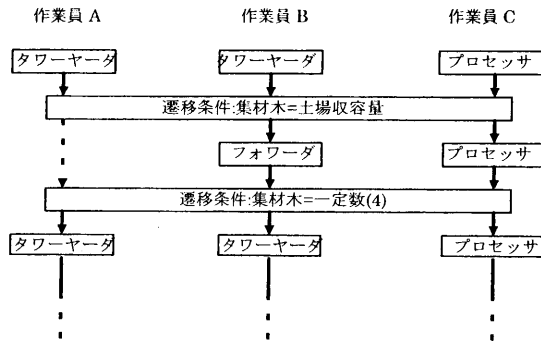 作業員 A 作業員 B 作業員 C
タワーヤーダ タワーヤーダ プロセッサ
遷移条件:集材木=土場収容量
フォワーダ プロセッサ
遷移条件:集材木=一定数(4)
タワーヤーダ タワーヤーダ プロセッサ